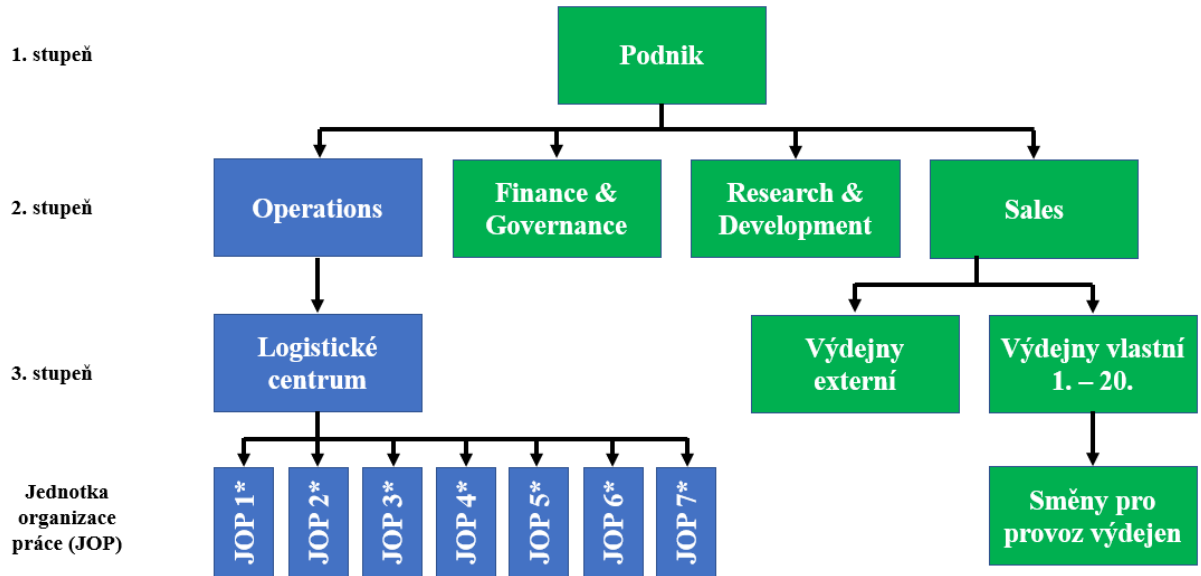 1. stupeň
Podnik
2. stupeň
Operations
Finance &
Governance
Research &
Development
Sales
3. stupeň
Logistické
centrum
Výdejny
externí
Výdejny vlastní
1. – 20.
Jednotka
organizace
práce (JOP)
JOP 1*
JOP 2*
JOP 3*
JOP 4*
JOP 5*
JOP 6*
JOP 7*
Směny pro
provoz výdejen